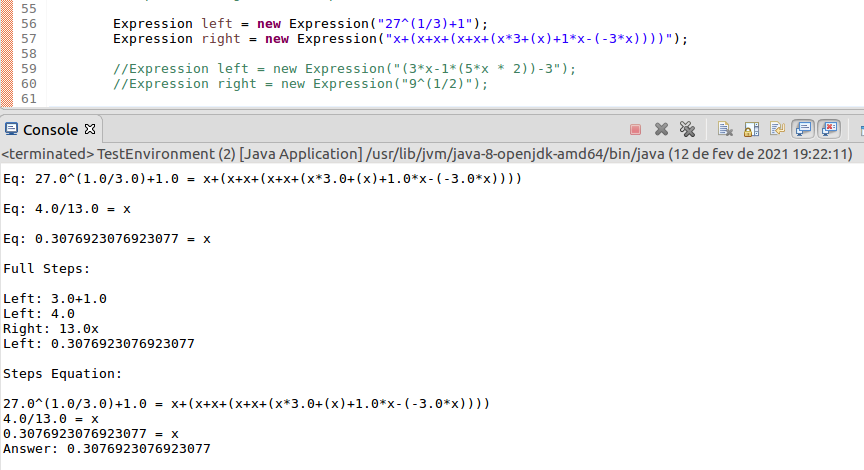 55
56 Expression left = new Expression("27^(1/3)+1");
57 Expression right = new Expression("x+(x+x+(x+x+(x*3+(x)+1*x-(-3*x))))");
58
59 //Expression left = new Expression("(3*x-1*(5*x * 2))-3");
60 //Expression right = new Expression("9^(1/2)");
61
Console
<terminated> TestEnvironment (2) [Java Application] /usr/lib/jvm/java-8-openjdk-amd64/bin/java (12 de fev de 2021 19:22:11)
Eq: 27.0^(1.0/3.0)+1.0 = x+(x+x+(x+x+(x*3.0+(x)+1.0*x-(-3.0*x))))
Eq: 4.0/13.0 = x
Eq: 0.3076923076923077 = x
Full Steps:
Left: 3.0+1.0
Left: 4.0
Right: 13.0x
Left: 0.3076923076923077
Steps Equation:
27.0^(1.0/3.0)+1.0 = x+(x+x+(x+x+(x*3.0+(x)+1.0*x-(-3.0*x))))
4.0/13.0 = x
0.3076923076923077 = x
Answer: 0.3076923076923077